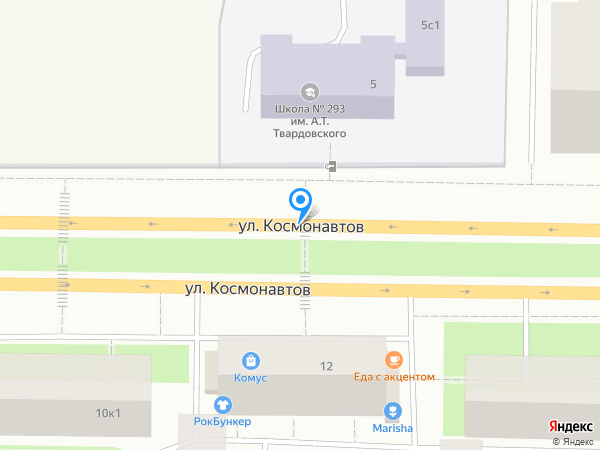 5с1
5
Школа № 293
им. А.Т.
Твардовского
ул. Космонавтов
ул. Космонавтов
12
Комус
Еда с акцентом
10к1
РокБункер
Marisha
Яндекс
© Яндекс